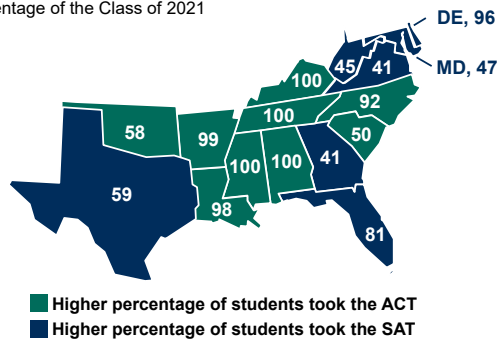 entage of the Class of 2021
DE, 96
MD, 47
45
41
100
100
92
58
99
50
100
100
41
59
98
81
Higher percentage of students took the ACT
Higher percentage of students took the SAT